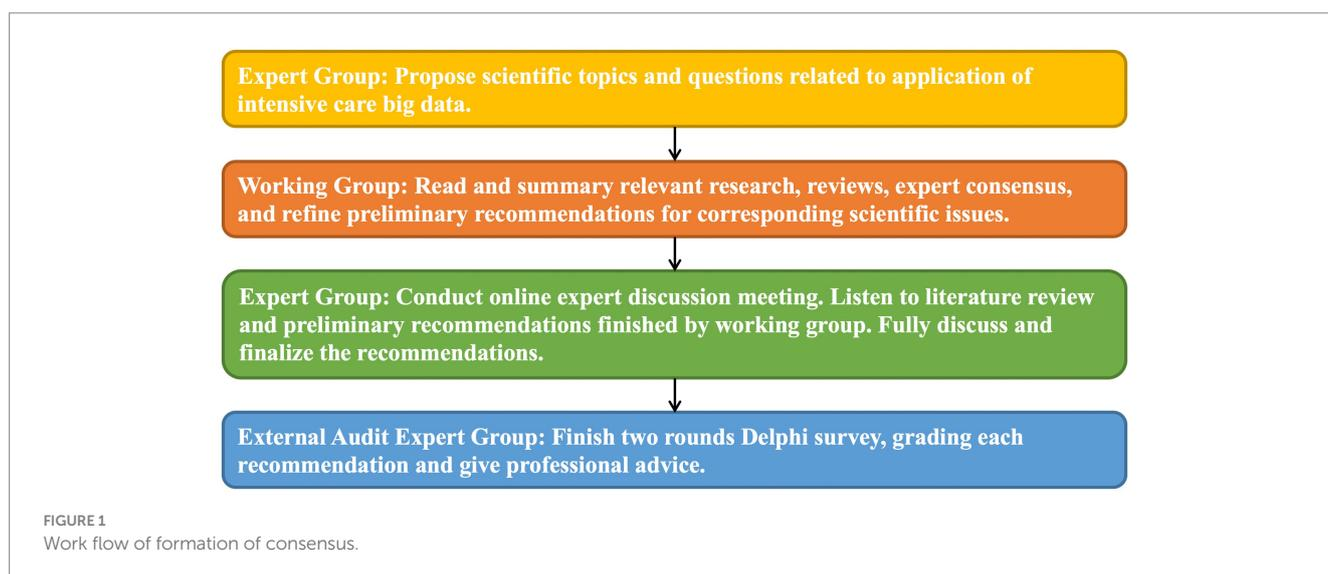 Expert Group: Propose scientific topics and questions related to application of
intensive care big data.
Working Group: Read and summary relevant research, reviews, expert consensus,
and refine preliminary recommendations for corresponding scientific issues.
Expert Group: Conduct online expert discussion meeting. Listen to literature review
and preliminary recommendations finished by working group. Fully discuss and
finalize the recommendations.
External Audit Expert Group: Finish two rounds Delphi survey, grading each
recommendation and give professional advice.
FIGURE 1
Work flow of formation of consensus.